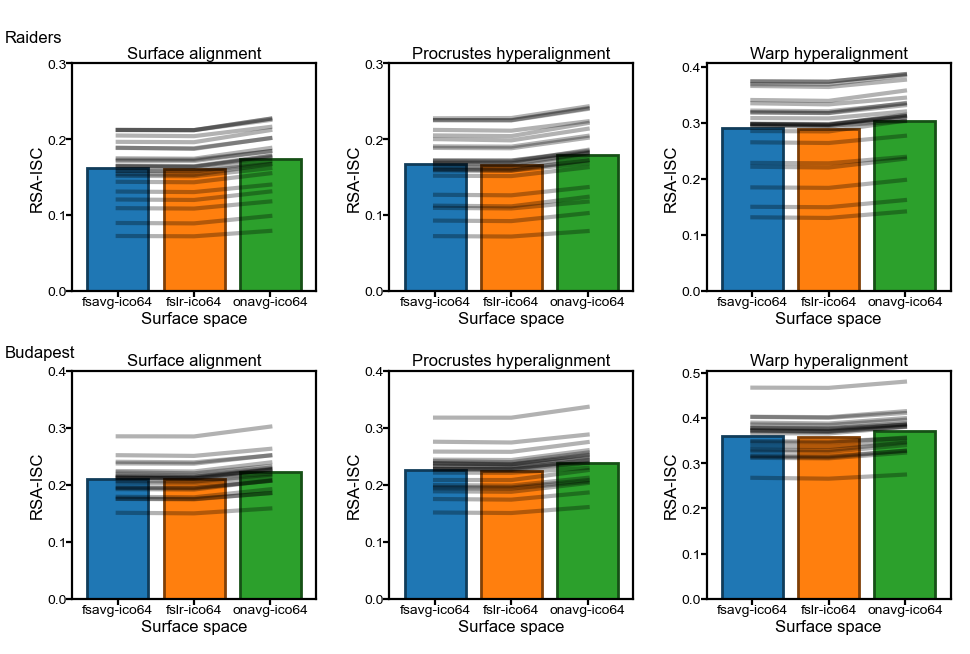 Raiders
Surface alignment
0.3
0.2
0.1
0.0
RSA-ISC
fsavg-ico64 fslr-ico64 onavg-ico64
Surface space
Procrustes hyperalignment
0.3
0.2
0.1
0.0
RSA-ISC
fsavg-ico64 fslr-ico64 onavg-ico64
Surface space
Warp hyperalignment
0.4
0.3
0.2
0.1
0.0
RSA-ISC
fsavg-ico64 fslr-ico64 onavg-ico64
Surface space
Budapest
Surface alignment
0.4
0.3
0.2
0.1
0.0
RSA-ISC
fsavg-ico64 fslr-ico64 onavg-ico64
Surface space
Procrustes hyperalignment
0.4
0.3
0.2
0.1
0.0
RSA-ISC
fsavg-ico64 fslr-ico64 onavg-ico64
Surface space
Warp hyperalignment
0.5
0.4
0.3
0.2
0.1
0.0
RSA-ISC
fsavg-ico64 fslr-ico64 onavg-ico64
Surface space